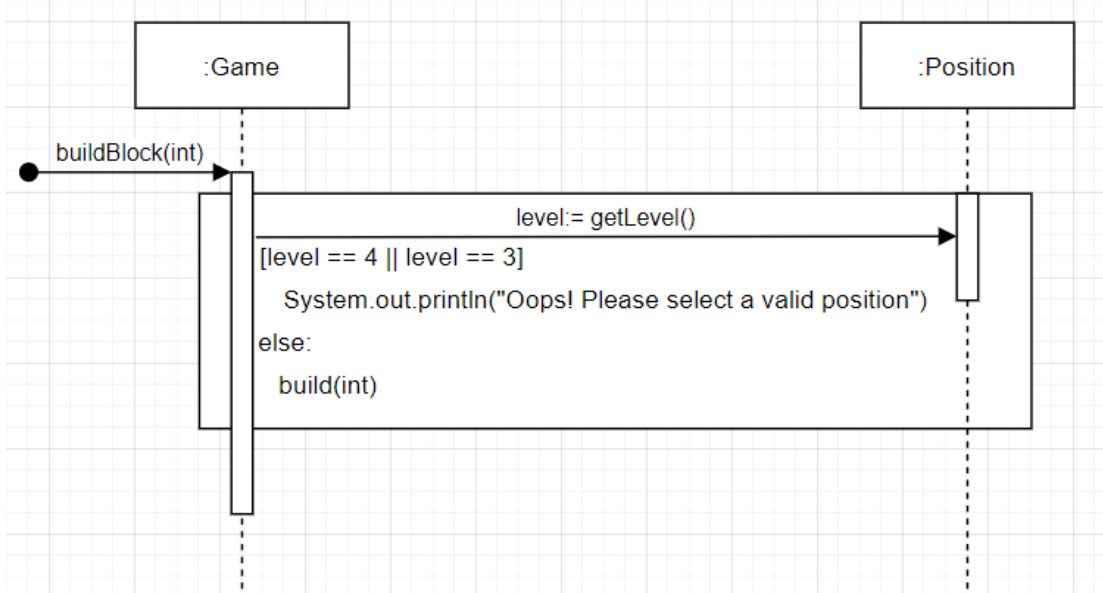 :Game
:Position
buildBlock(int)
level:= getLevel()
[level == 4 || level == 3]
System.out.println("Oops! Please select a valid position")
else:
build(int)